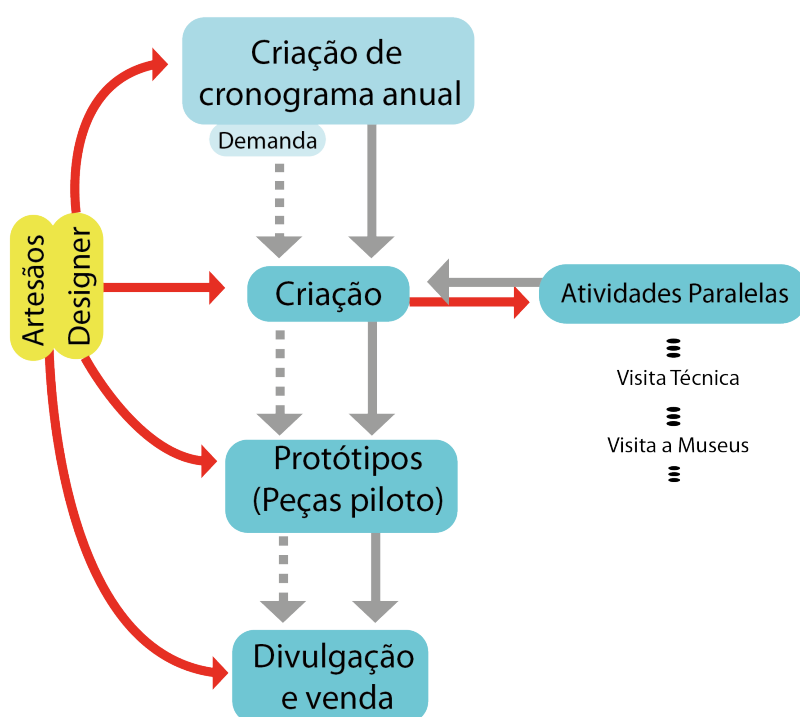 Criação de
cronograma anual
Demanda
Artesãos
Designer
Criação
Atividades Paralelas
Visita Técnica
Visita a Museus
Protótipos
(Peças piloto)
Divulgação
e venda